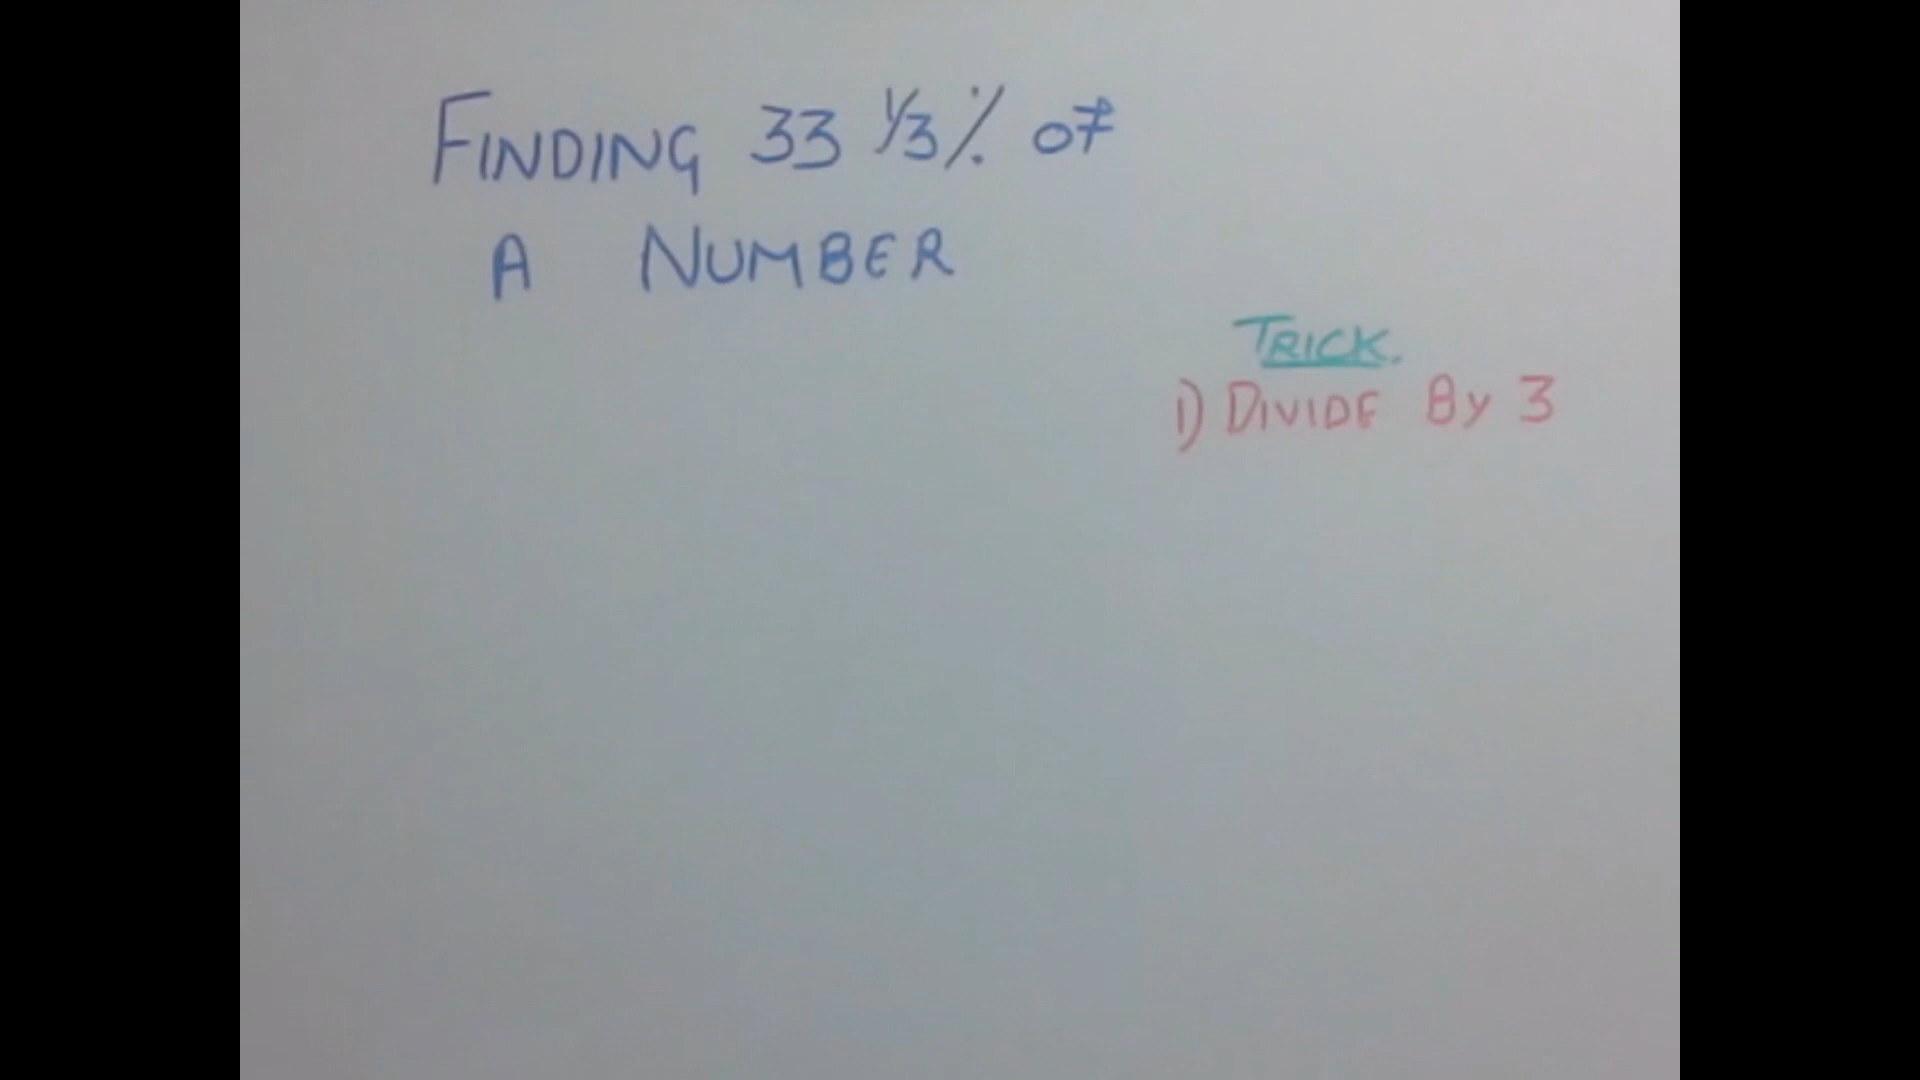 FINDING 33 1/3% OF
A NUMBER
TRICK.
1) DIVIDE By 3